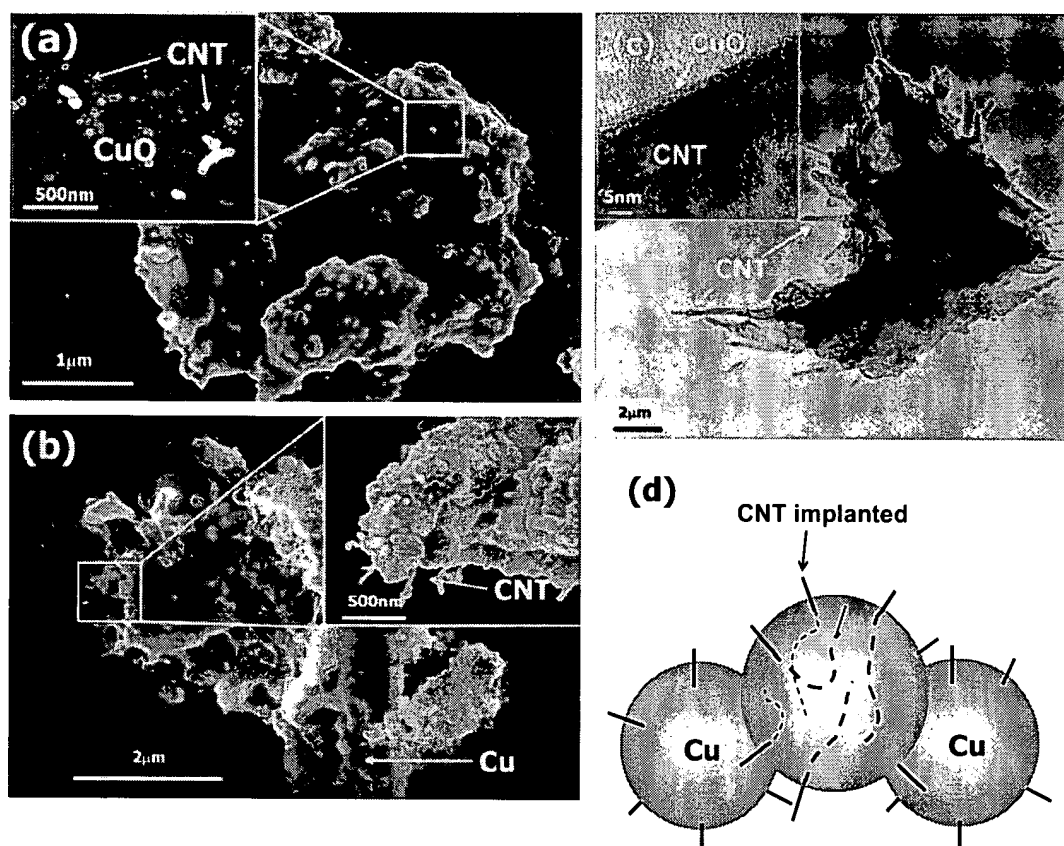 (a)
CNT
CuO
500nm
1μm
(b)
CNT
500nm
Cu
2μm
(c)
CuO
CNT
5nm
CNT
2μm
(d)
CNT implanted
Cu
Cu